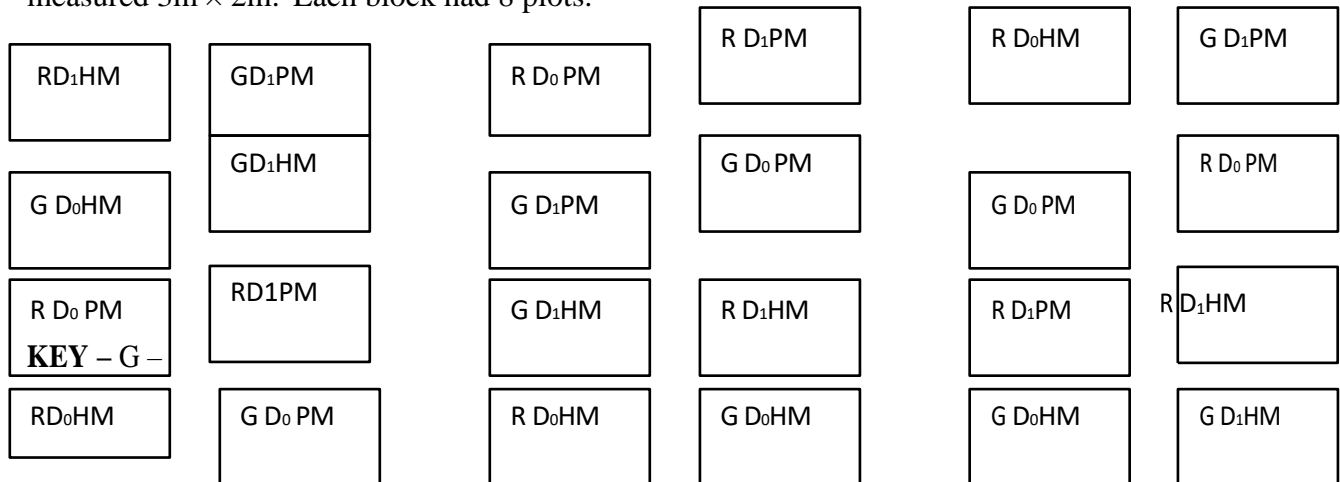 measured 3m × 2m. Each block had 8 plots.
RD₁HM
GD₁PM
R D₀ PM
R D₁PM
R D₀HM
G D₁PM
G D₀HM
GD₁HM
G D₁PM
G D₀ PM
G D₀ PM
R D₀ PM
R D₀ PM
KEY – G –
RD1PM
G D₁HM
R D₁HM
R D₁PM
R D₁HM
RD₀HM
G D₀ PM
R D₀HM
G D₀HM
G D₀HM
G D₁HM